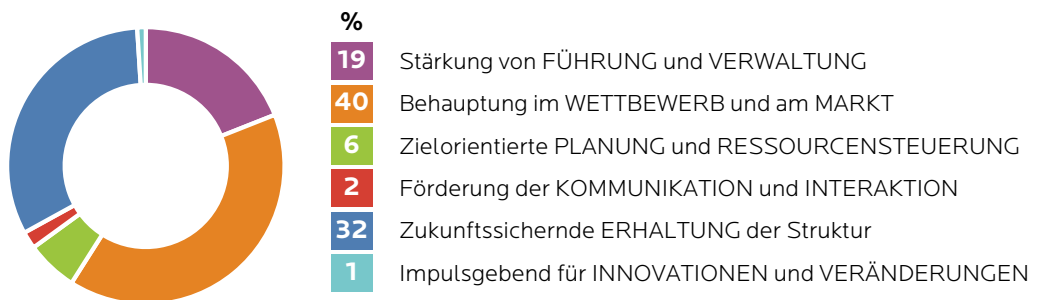 %
19 Stärkung von FÜHRUNG und VERWALTUNG
40 Behauptung im WETTBEWERB und am MARKT
6 Zielorientierte PLANUNG und RESSOURCENSTEUERUNG
2 Förderung der KOMMUNIKATION und INTERAKTION
32 Zukunftssichernde ERHALTUNG der Struktur
1 Impulsgebend für INNOVATIONEN und VERÄNDERUNGEN